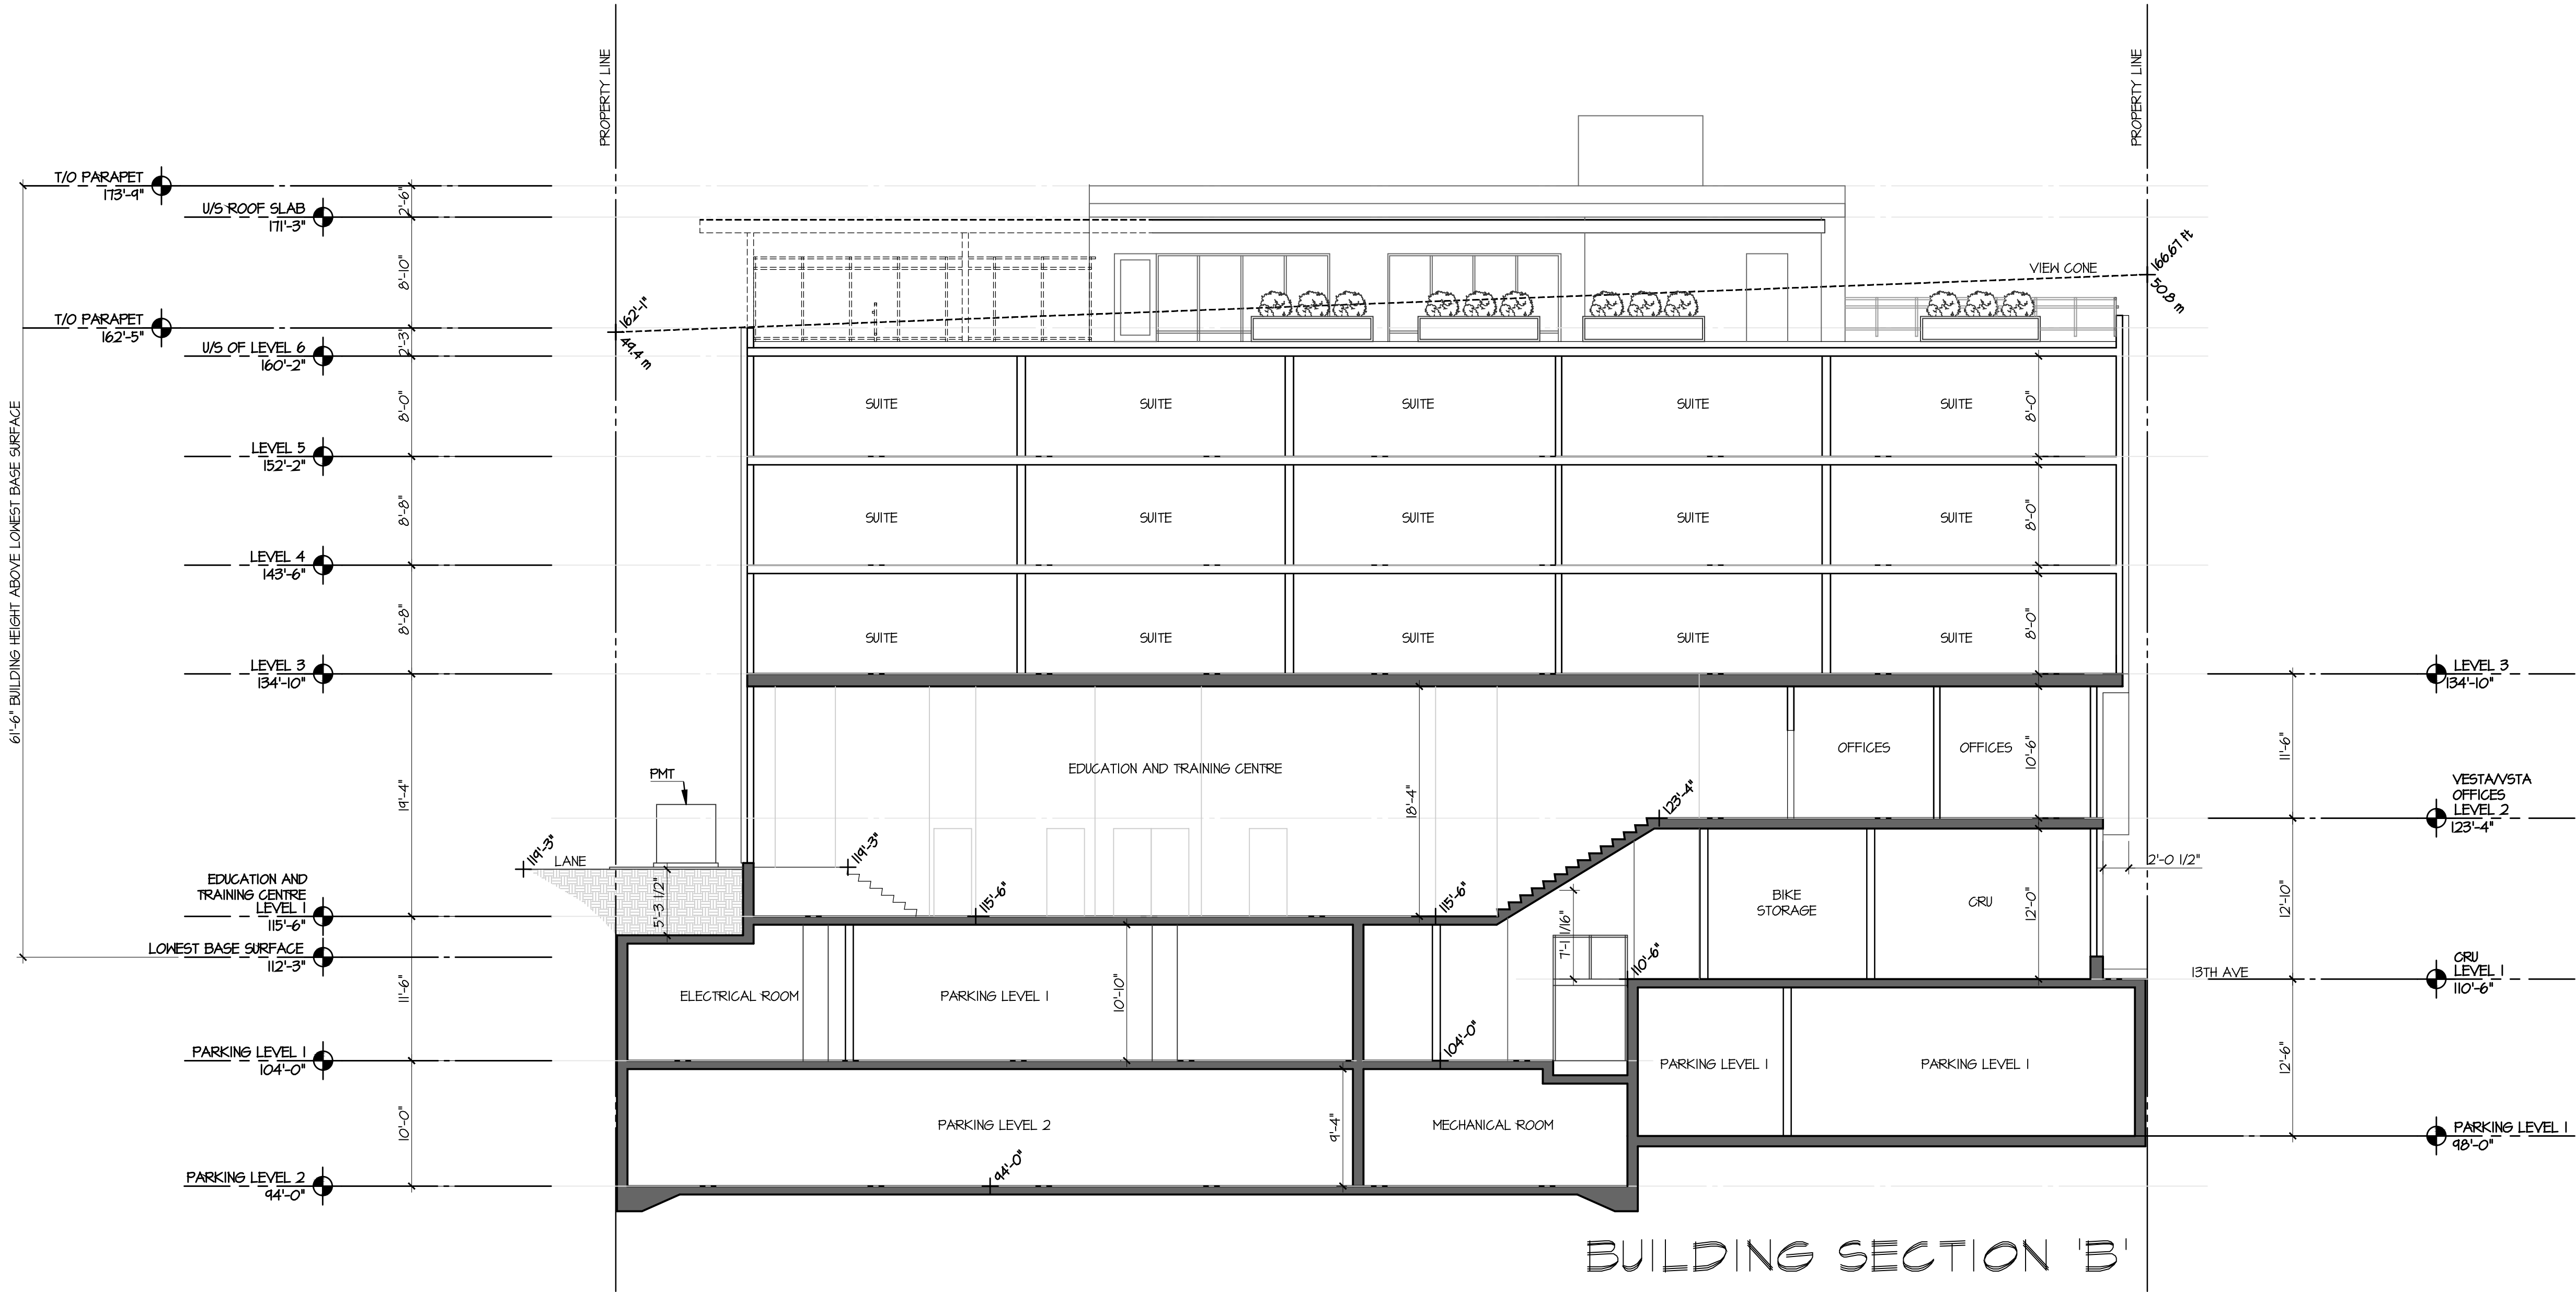 PROPERTY LINE
PROPERTY LINE
T/O PARAPET
173'-9"
U/S ROOF SLAB
171'-3"
T/O PARAPET
162'-5"
U/S OF LEVEL 6
160'-2"
LEVEL 5
152'-2"
LEVEL 4
143'-6"
LEVEL 3
134'-10"
EDUCATION AND
TRAINING CENTRE
LEVEL 1
115'-6"
LOWEST BASE SURFACE
112'-3"
PARKING LEVEL 1
104'-0"
PARKING LEVEL 2
94'-0"
61'-6" BUILDING HEIGHT ABOVE LOWEST BASE SURFACE
2'-6"
8'-10"
2'-3"
8'-0"
8'-8"
8'-8"
19'-4"
11'-6"
10'-0"
162'-1"
49.4 m
VIEW CONE
166.67 ft
50.8 m
SUITE
SUITE
SUITE
SUITE
SUITE
8'-0"
SUITE
SUITE
SUITE
SUITE
SUITE
8'-0"
SUITE
SUITE
SUITE
SUITE
SUITE
8'-0"
PMT
EDUCATION AND TRAINING CENTRE
18'-4"
OFFICES
OFFICES
10'-6"
123'-4"
119'-3"
LANE
119'-3"
5'-3 1/2"
115'-6"
115'-6"
7'-1 1/16"
BIKE
STORAGE
CRU
12'-0"
2'-0 1/2"
110'-6"
13TH AVE
ELECTRICAL ROOM
PARKING LEVEL 1
10'-10"
104'-0"
PARKING LEVEL 1
PARKING LEVEL 1
PARKING LEVEL 2
9'-4"
MECHANICAL ROOM
94'-0"
LEVEL 3
134'-10"
11'-6"
VESTA/VSTA
OFFICES
LEVEL 2
123'-4"
12'-10"
CRU
LEVEL 1
110'-6"
12'-6"
PARKING LEVEL 1
98'-0"
BUILDING SECTION 'B'